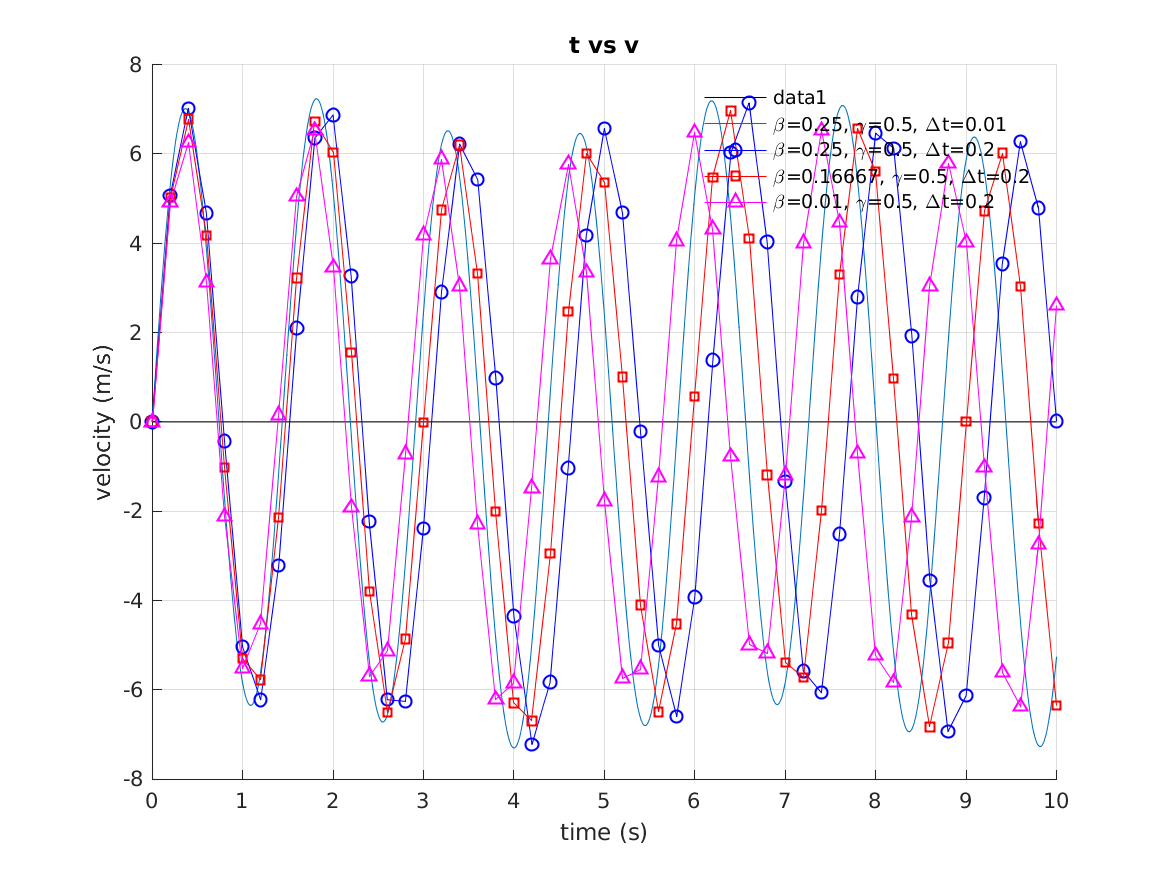 t vs v
data1
β=0.25, γ=0.5, Δt=0.01
β=0.25, γ=0.5, Δt=0.2
β=0.16667, γ=0.5, Δt=0.2
β=0.01, γ=0.5, Δt=0.2
8
6
4
2
0
-2
-4
-6
-8
velocity (m/s)
0 1 2 3 4 5 6 7 8 9 10
time (s)